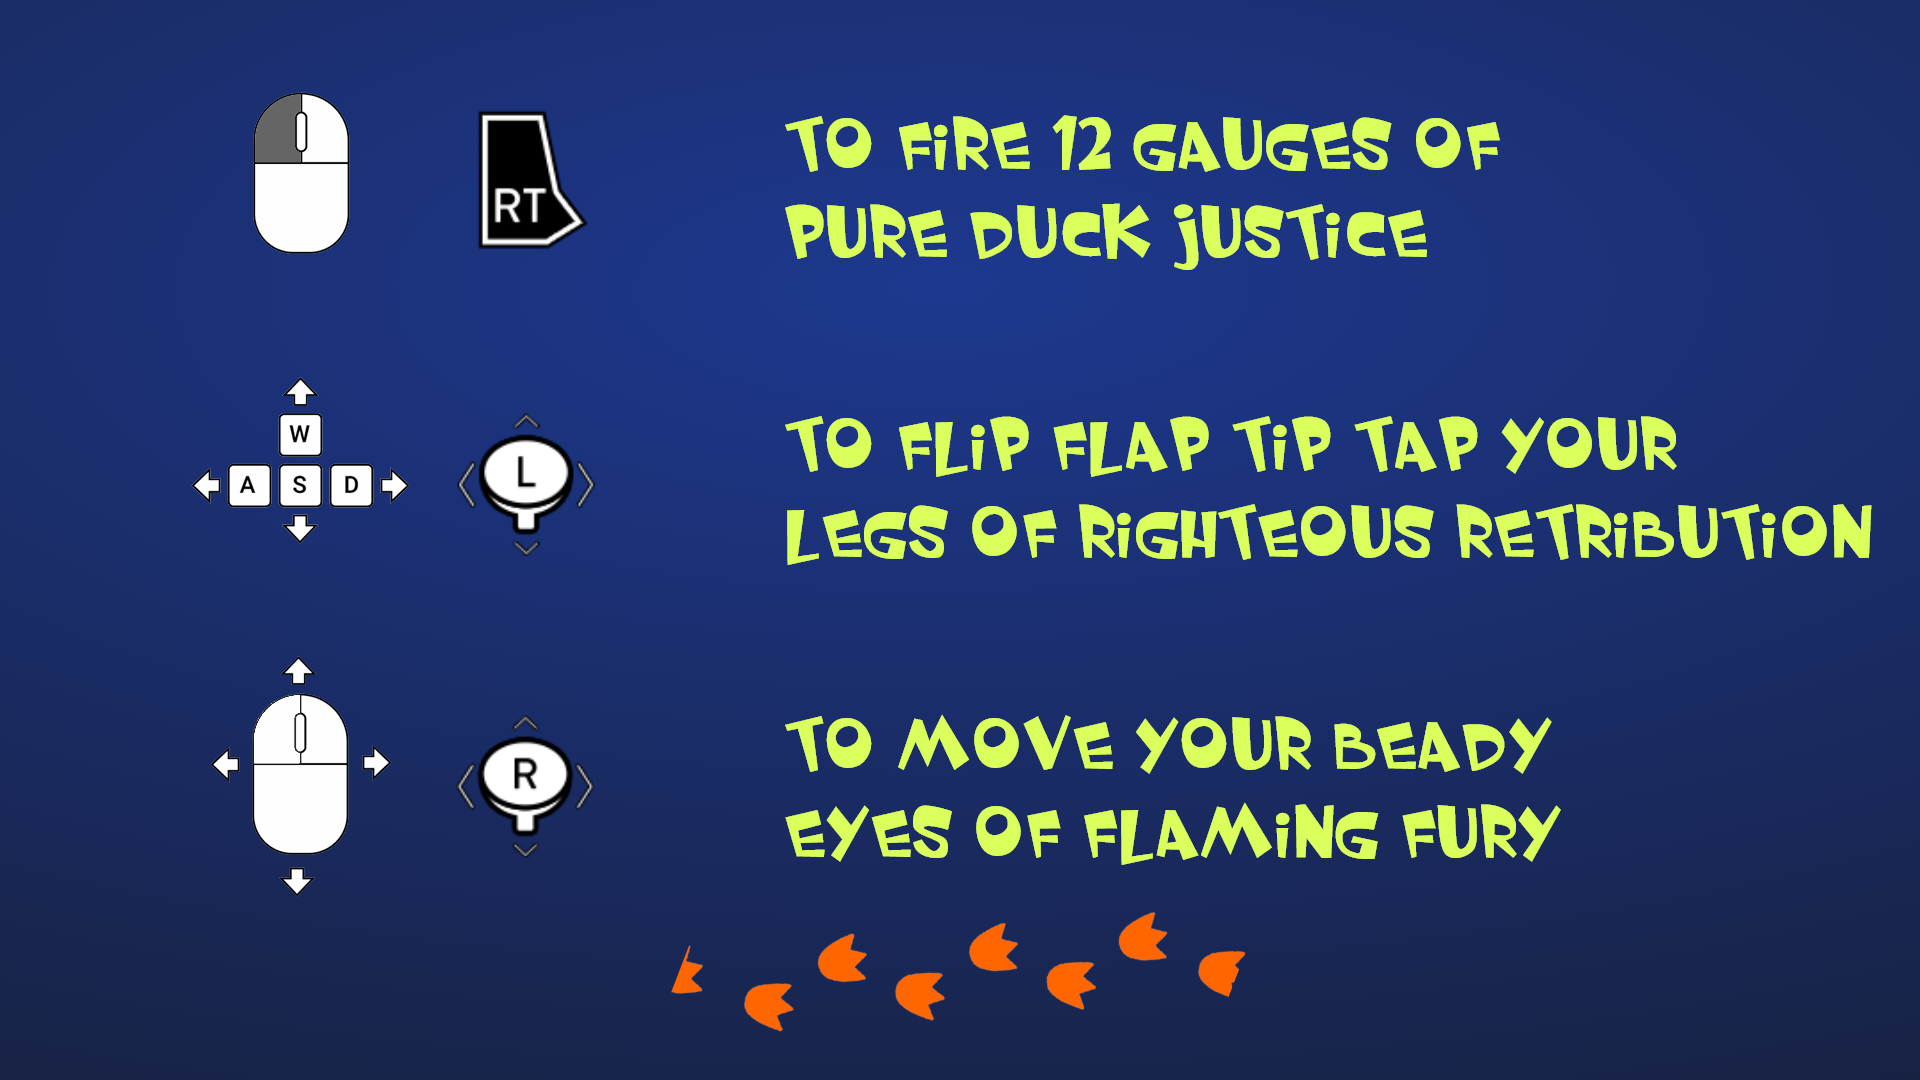 RT
TO FIRE 12 GAUGES OF
PURE DUCK JUSTICE
W
A S D
L
TO FLIP FLAP TIP TAP YOUR
LEGS OF RIGHTEOUS RETRIBUTION
R
TO MOVE YOUR BEADY
EYES OF FLAMING FURY